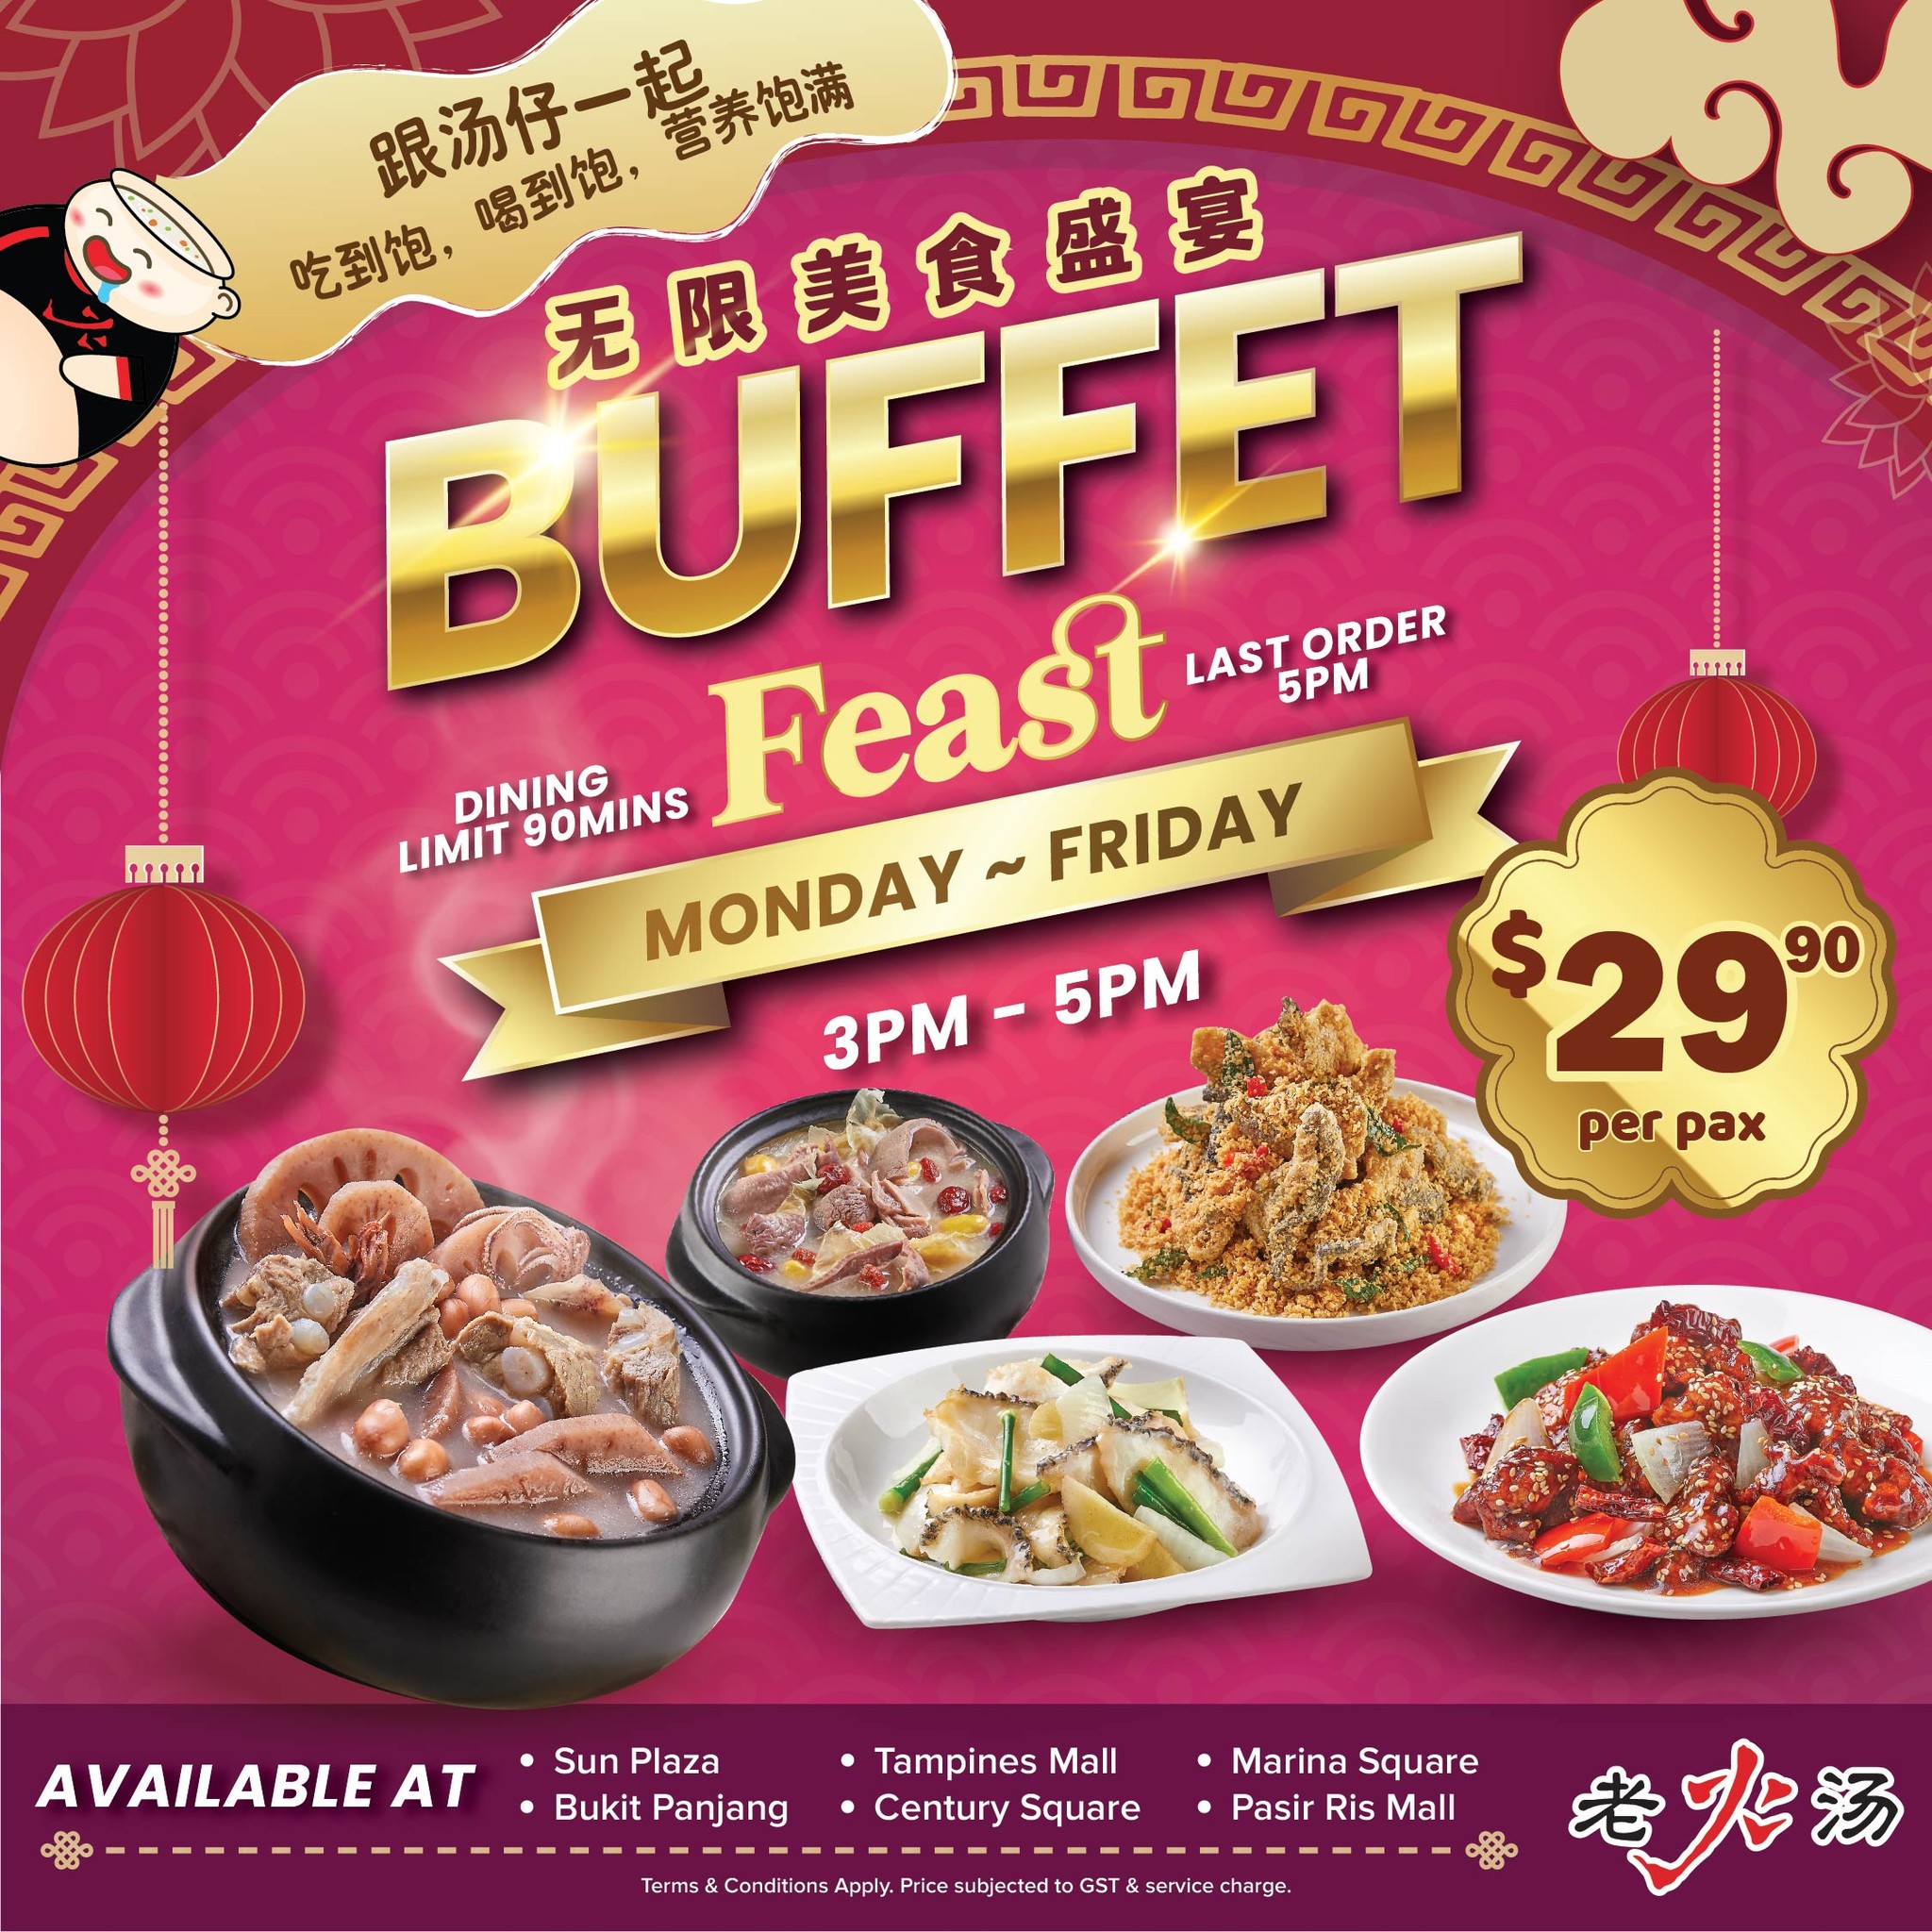 跟汤仔一起
吃到饱，喝到饱，营养饱满
无限美食盛宴
BUFFET
Feast
LAST ORDER
5PM
DINING
LIMIT 90MINS
MONDAY ~ FRIDAY
3PM - 5PM
$29.90
per pax
AVAILABLE AT
• Sun Plaza
• Bukit Panjang
• Tampines Mall
• Century Square
• Marina Square
• Pasir Ris Mall
老火汤
Terms & Conditions Apply. Price subjected to GST & service charge.